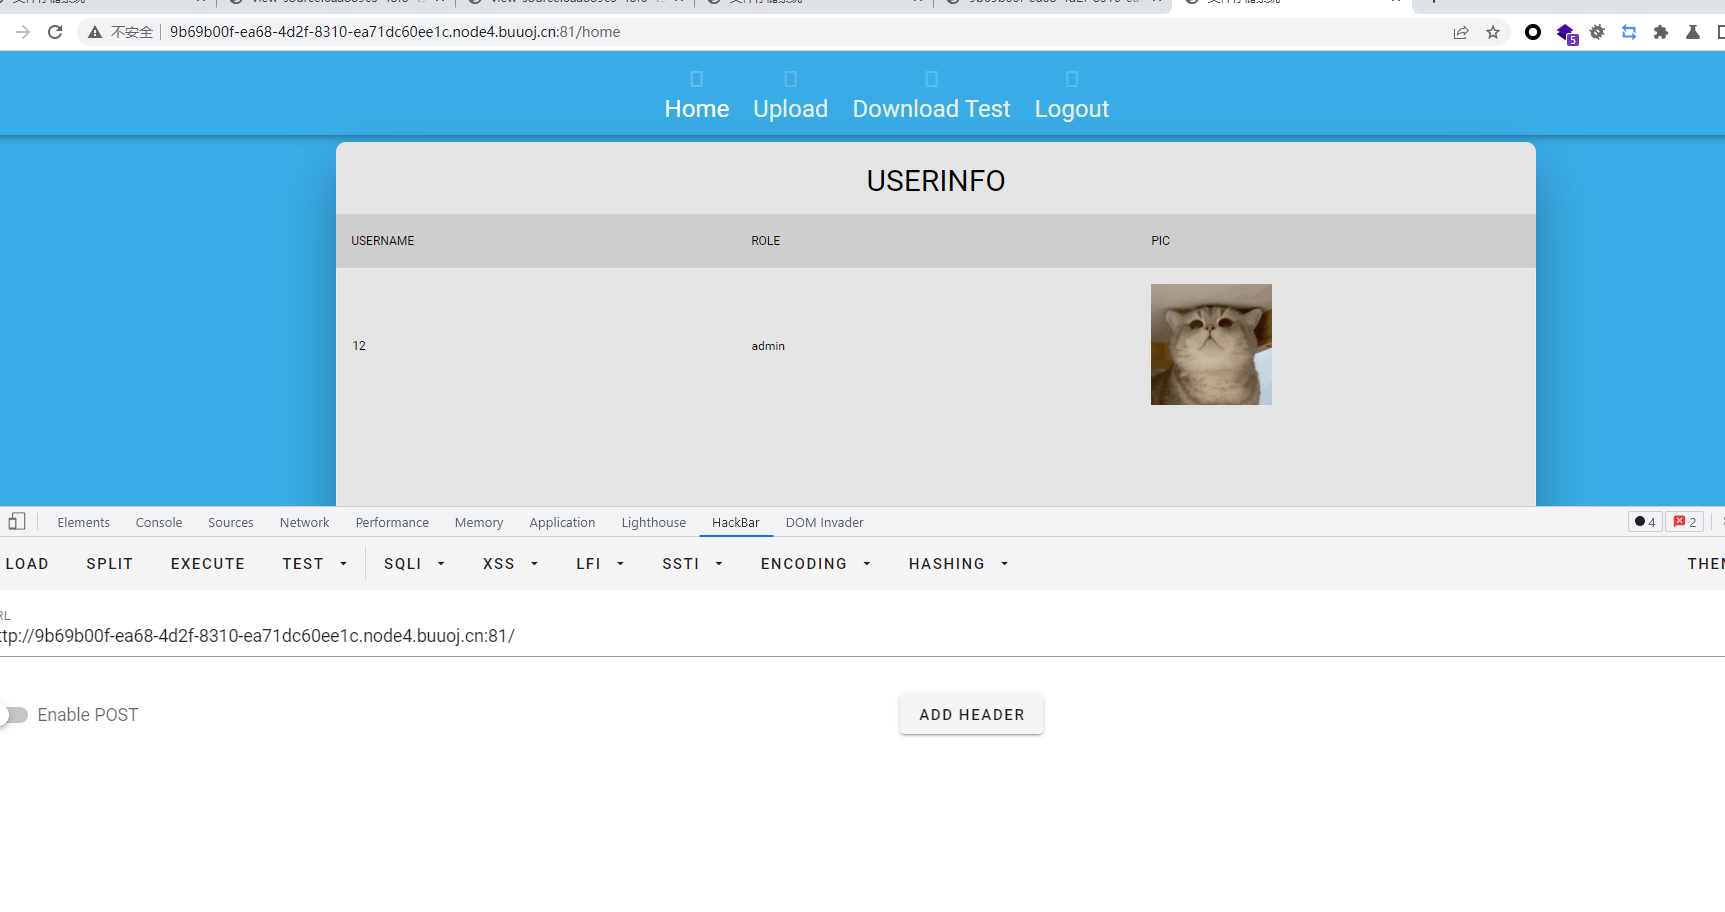 不安全 9b69b00f-ea68-4d2f-8310-ea71dc60ee1c.node4.buuoj.cn:81/home
5
Home Upload Download Test Logout
USERINFO
USERNAME ROLE PIC
12 admin
Elements Console Sources Network Performance Memory Application Lighthouse HackBar DOM Invader 4 2
LOAD SPLIT EXECUTE TEST SQLI XSS LFI SSTI ENCODING HASHING THEM
RL
ttp://9b69b00f-ea68-4d2f-8310-ea71dc60ee1c.node4.buuoj.cn:81/
Enable POST ADD HEADER